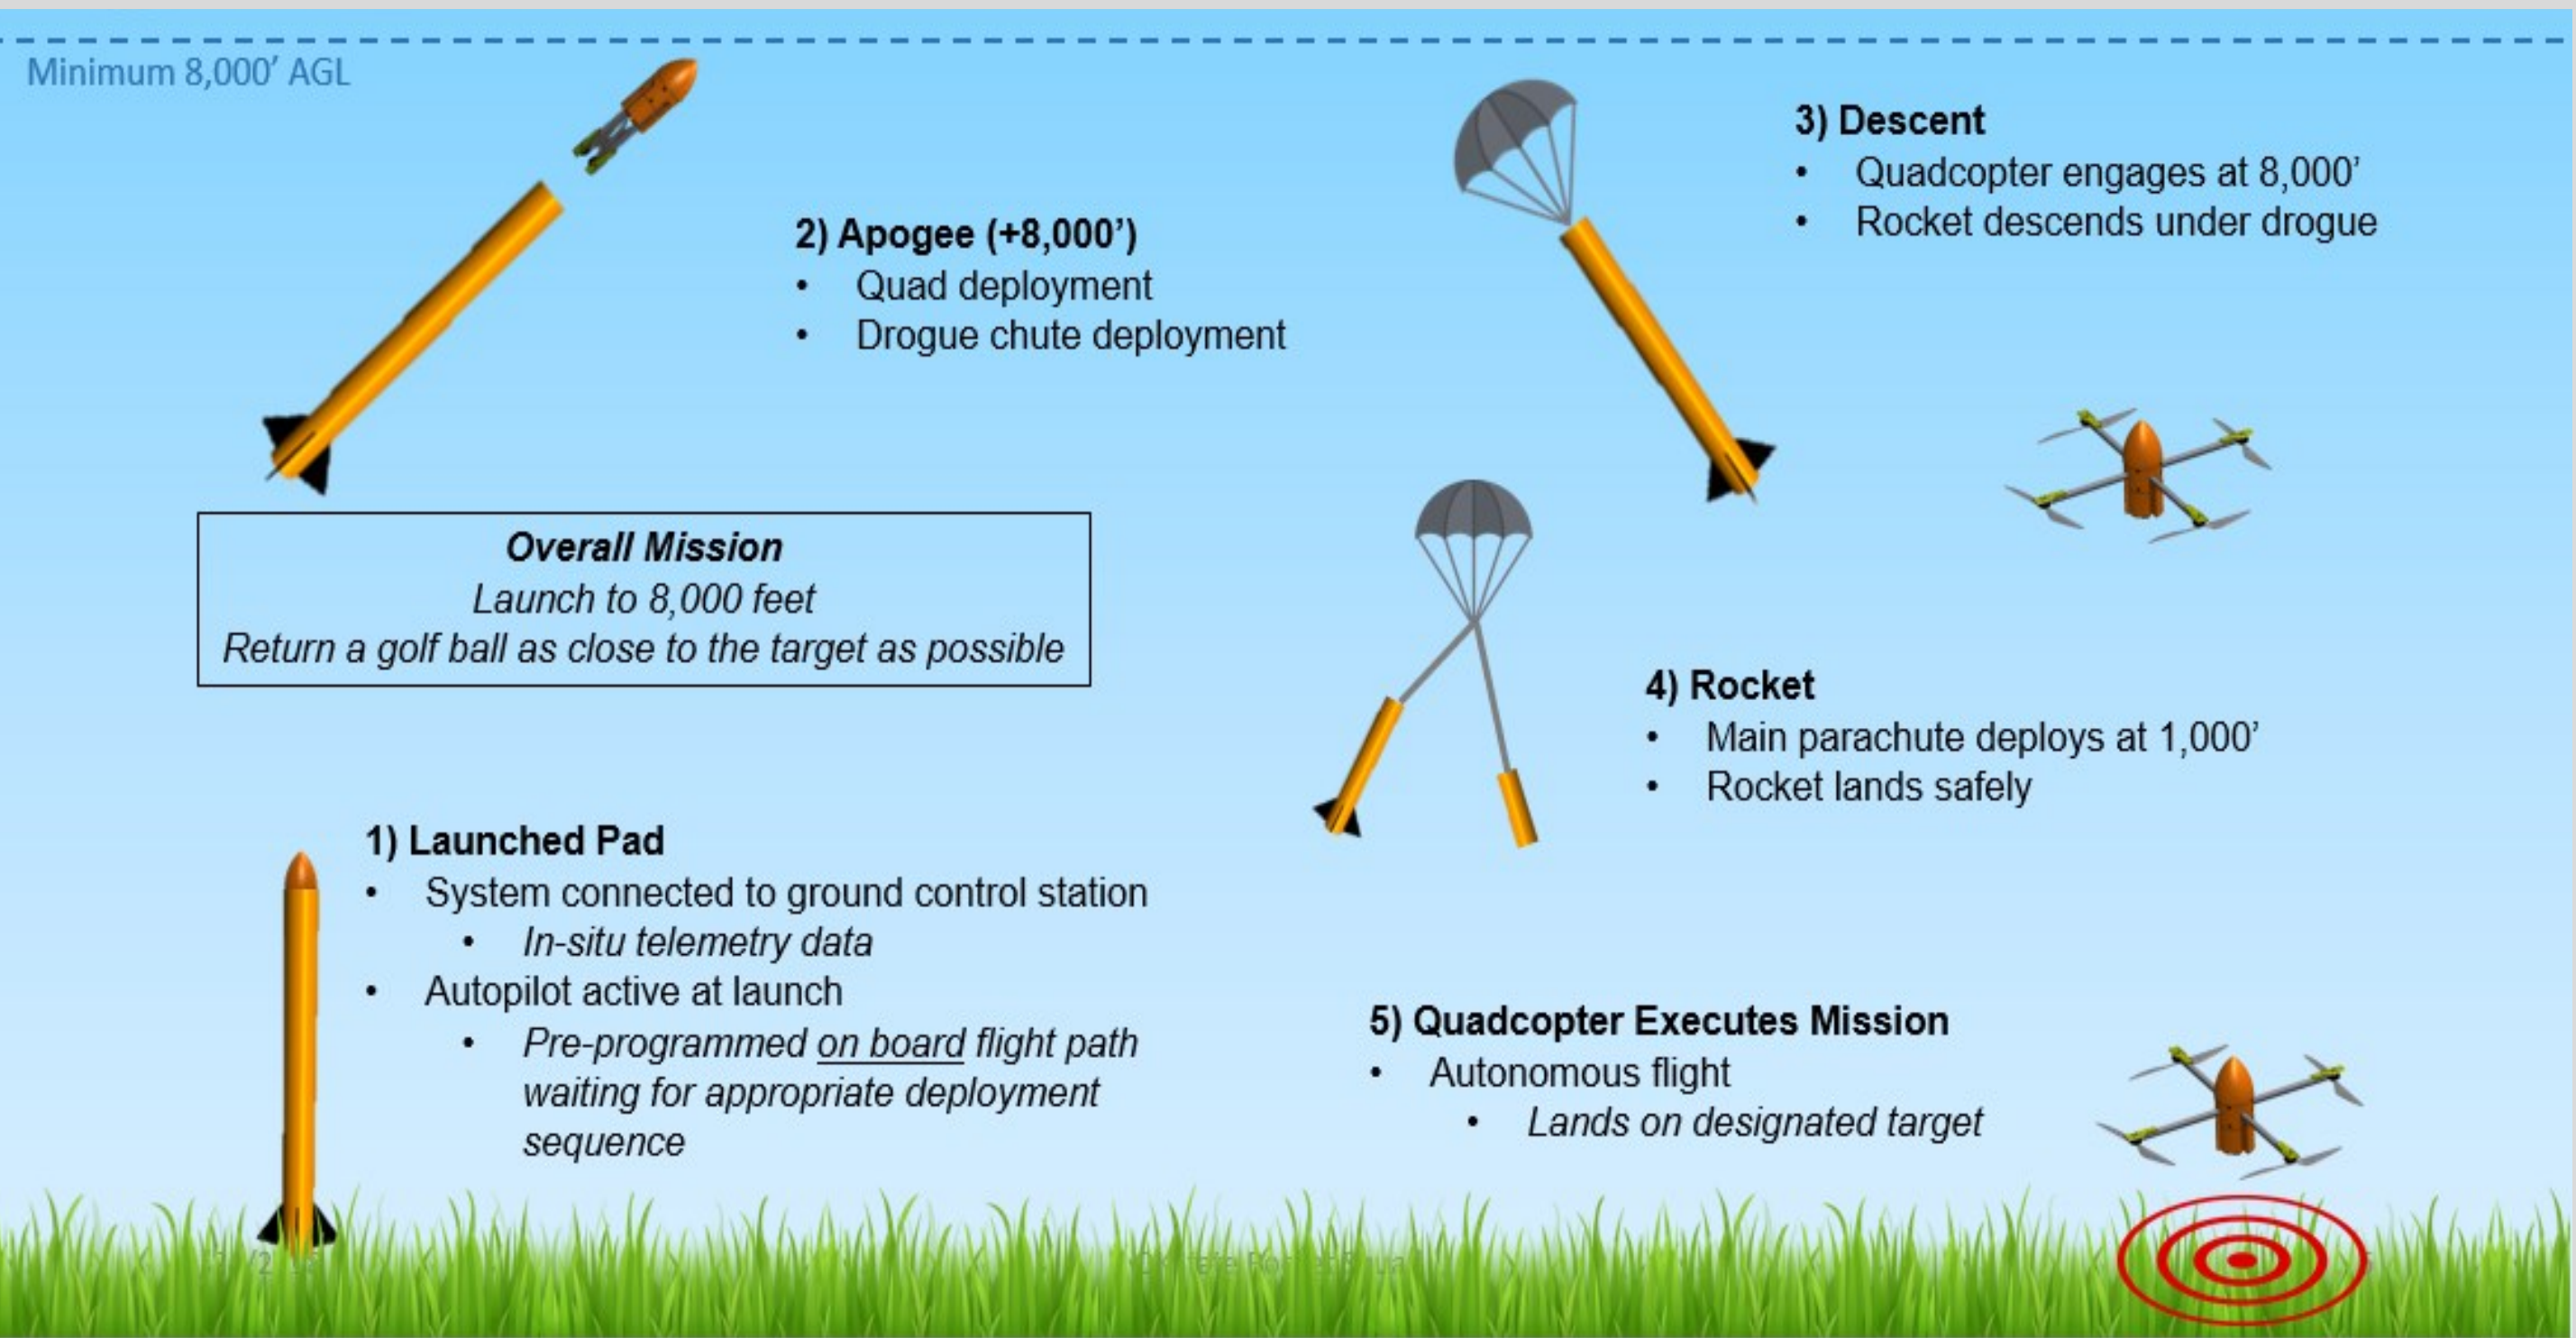 Minimum 8,000’ AGL
2) Apogee (+8,000’)
• Quad deployment
• Drogue chute deployment
3) Descent
• Quadcopter engages at 8,000’
• Rocket descends under drogue
Overall Mission
Launch to 8,000 feet
Return a golf ball as close to the target as possible
4) Rocket
• Main parachute deploys at 1,000’
• Rocket lands safely
1) Launched Pad
• System connected to ground control station
• In-situ telemetry data
• Autopilot active at launch
• Pre-programmed on board flight path
waiting for appropriate deployment
sequence
5) Quadcopter Executes Mission
• Autonomous flight
• Lands on designated target